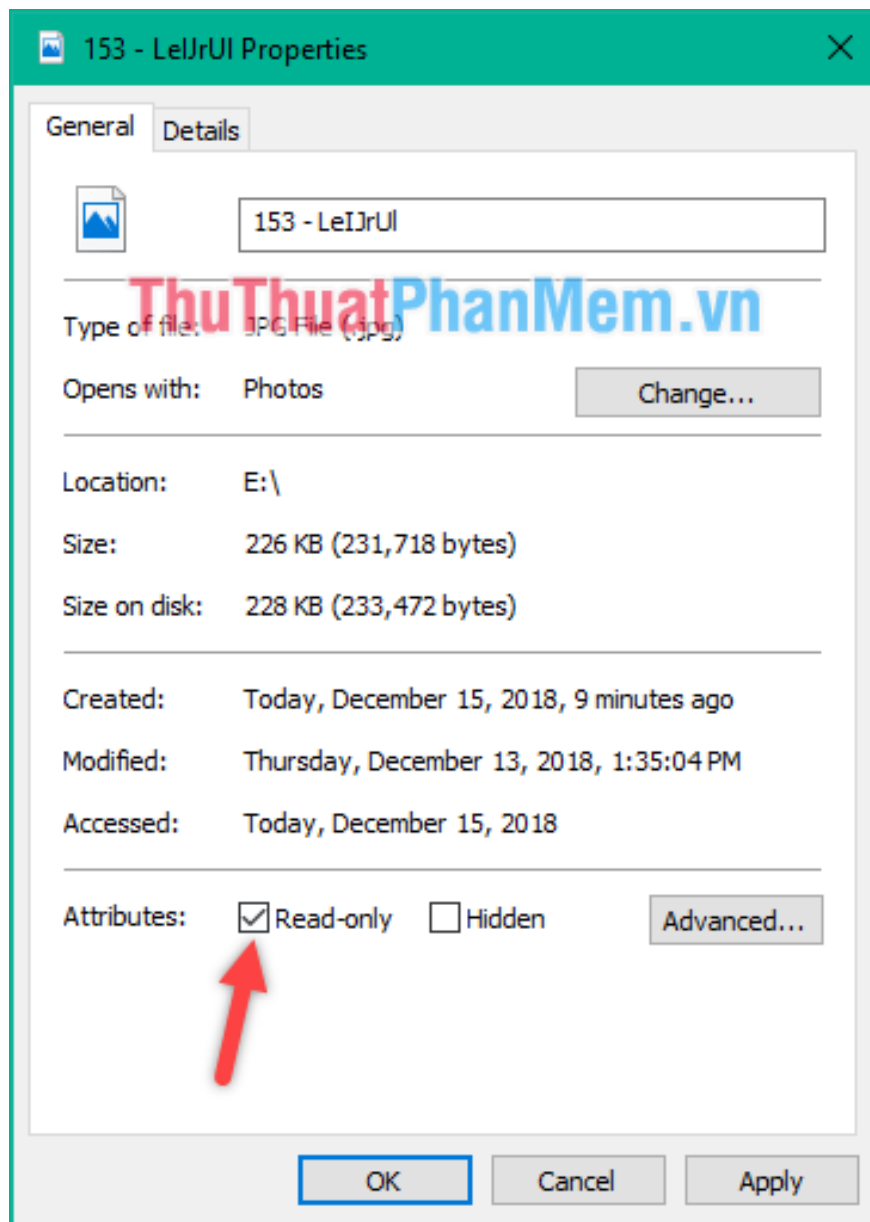 153 - LeIJrUl Properties
General Details
153 - LeIJrUl
ThuThuatPhanMem.vn
Type of file: JPG File (.jpg)
Opens with: Photos Change...
Location: E:\
Size: 226 KB (231,718 bytes)
Size on disk: 228 KB (233,472 bytes)
Created: Today, December 15, 2018, 9 minutes ago
Modified: Thursday, December 13, 2018, 1:35:04 PM
Accessed: Today, December 15, 2018
Attributes: Read-only Hidden Advanced...
OK Cancel Apply